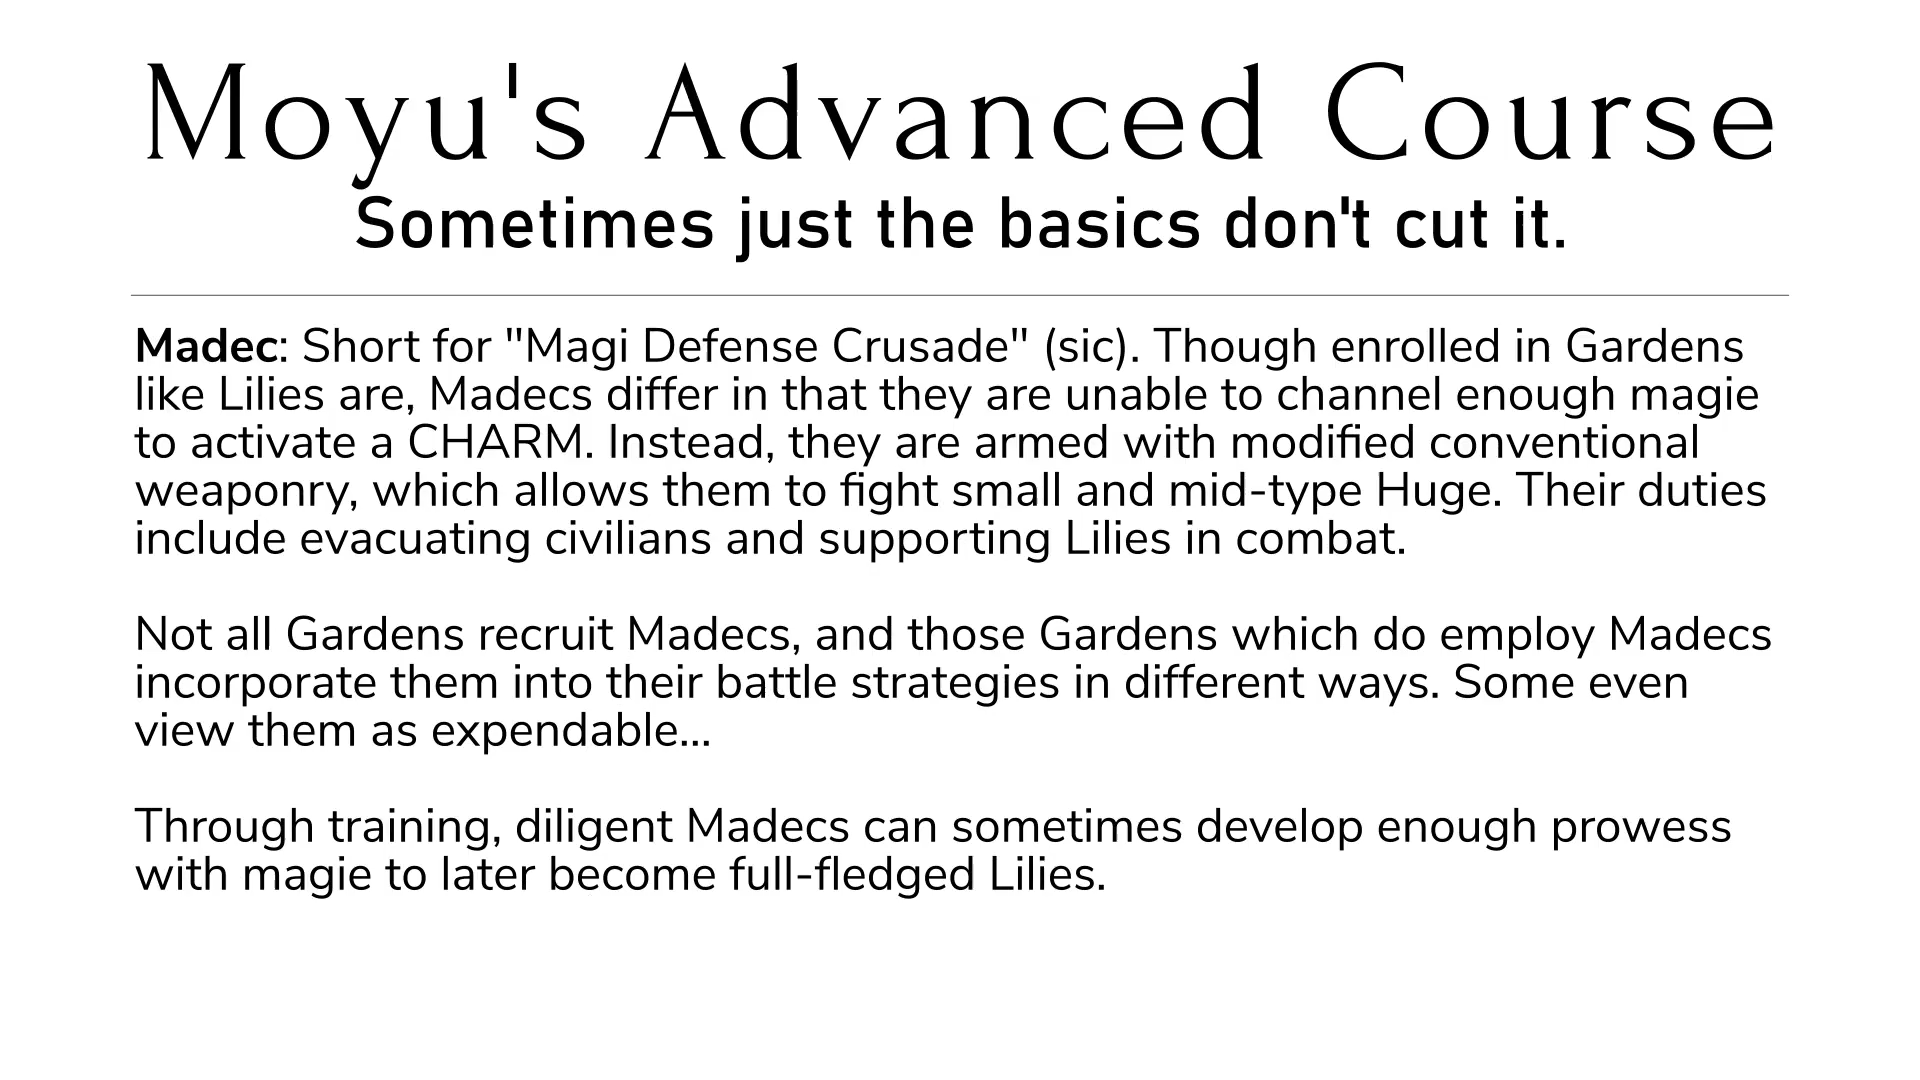 Moyu's Advanced Course
Sometimes just the basics don't cut it.
Madec: Short for "Magi Defense Crusade" (sic). Though enrolled in Gardens
like Lilies are, Madecs differ in that they are unable to channel enough magie
to activate a CHARM. Instead, they are armed with modified conventional
weaponry, which allows them to fight small and mid-type Huge. Their duties
include evacuating civilians and supporting Lilies in combat.
Not all Gardens recruit Madecs, and those Gardens which do employ Madecs
incorporate them into their battle strategies in different ways. Some even
view them as expendable...
Through training, diligent Madecs can sometimes develop enough prowess
with magie to later become full-fledged Lilies.